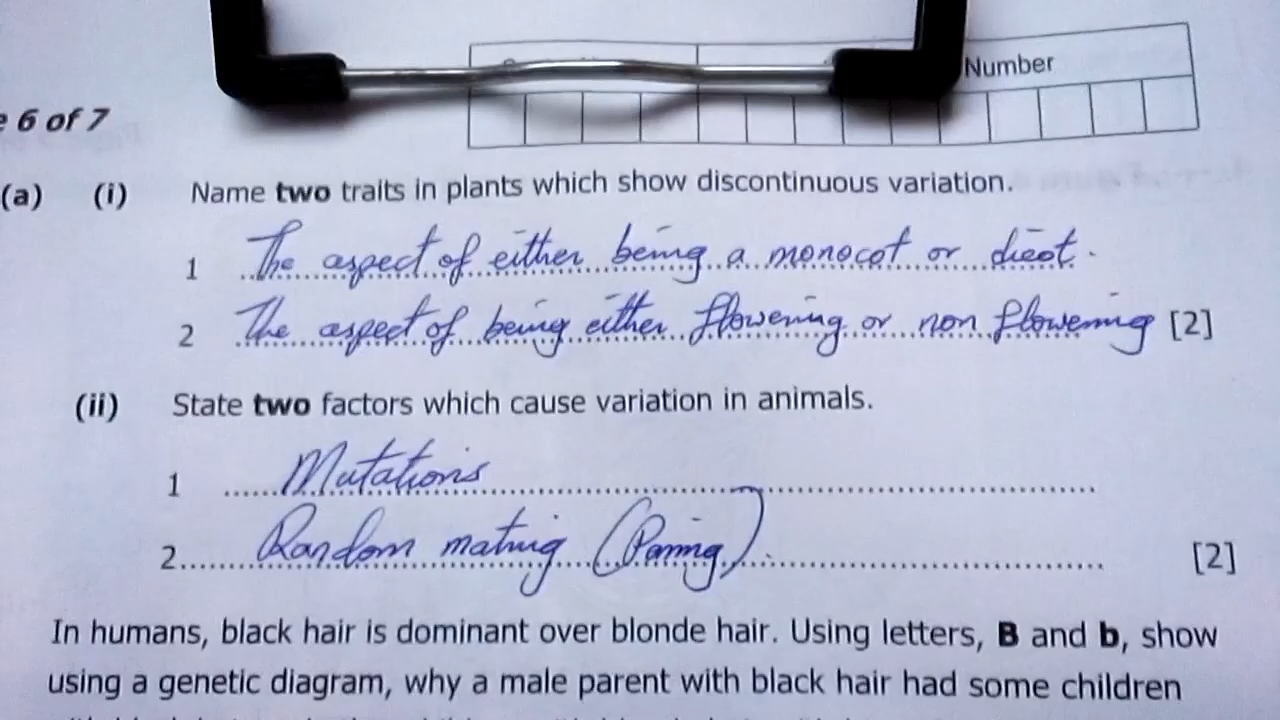 Number
e 6 of 7
(a) (i) Name two traits in plants which show discontinuous variation.
1 The aspect of either being a monocot or dicot.
2 The aspect of being either flowering or non flowering [2]
(ii) State two factors which cause variation in animals.
1 Mutations
2 Random mating (Paring). [2]
In humans, black hair is dominant over blonde hair. Using letters, B and b, show
using a genetic diagram, why a male parent with black hair had some children